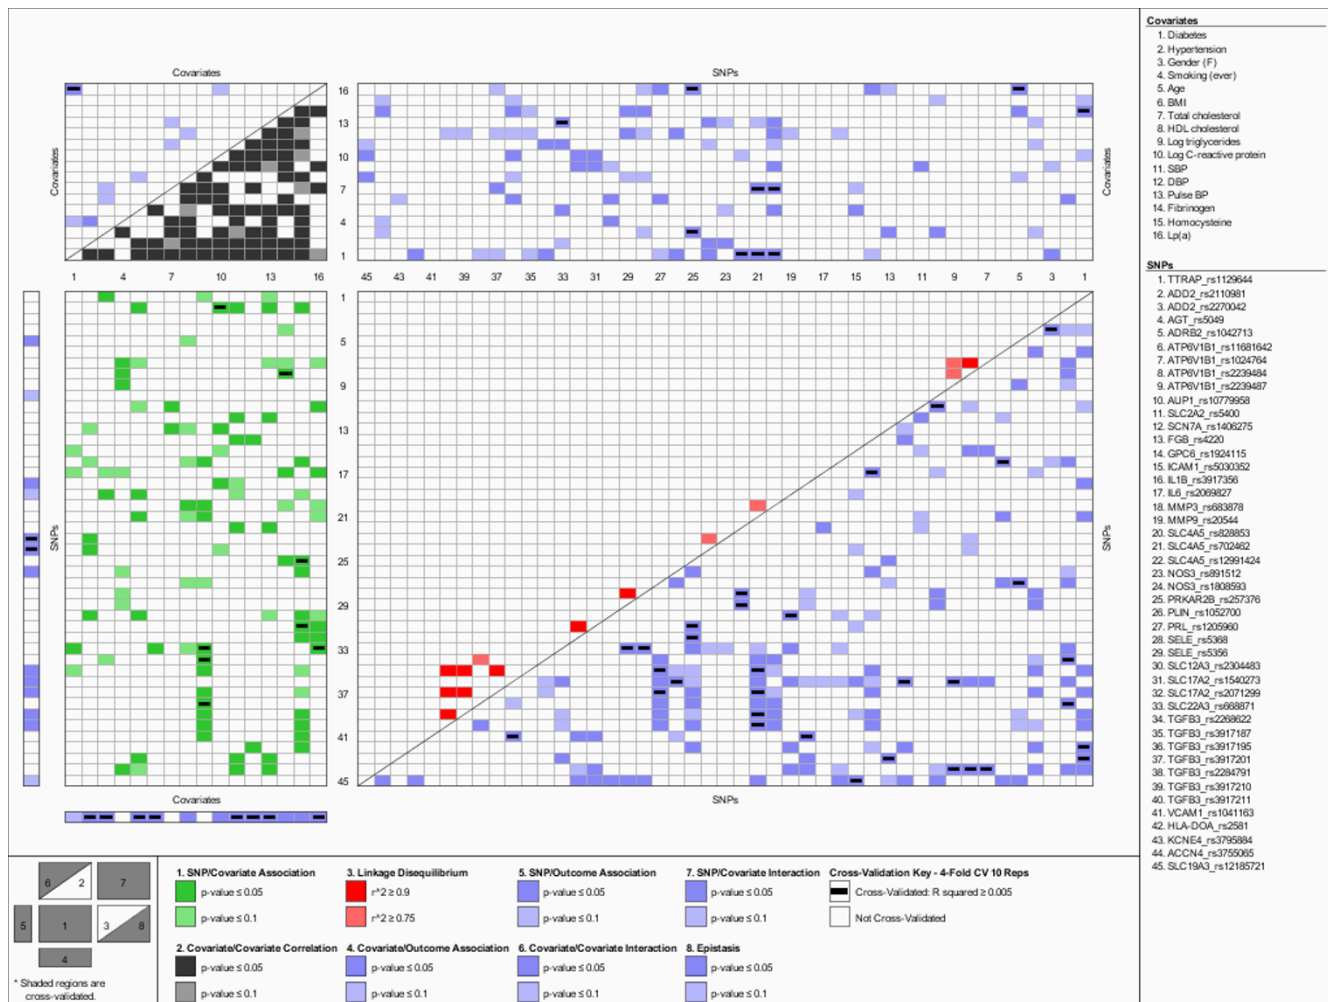 Covariates
SNPs
Covariates
Covariates
16
13
10
7
4
1
1
4
7
10
13
16
45
43
41
39
37
35
33
31
29
27
25
23
21
19
17
15
13
11
9
7
5
3
1
SNPs
SNPs
1
5
9
13
17
21
25
29
33
37
41
45
Covariates
SNPs
Covariates
1. Diabetes
2. Hypertension
3. Gender (F)
4. Smoking (ever)
5. Age
6. BMI
7. Total cholesterol
8. HDL cholesterol
9. Log triglycerides
10. Log C-reactive protein
11. SBP
12. DBP
13. Pulse BP
14. Fibrinogen
15. Homocysteine
16. Lp(a)
SNPs
1. TTRAP_rs1129644
2. ADD2_rs2110981
3. ADD2_rs2270042
4. AGT_rs5049
5. ADRB2_rs1042713
6. ATP6V1B1_rs11681642
7. ATP6V1B1_rs1024764
8. ATP6V1B1_rs2239484
9. ATP6V1B1_rs2239487
10. AUP1_rs10779958
11. SLC2A2_rs5400
12. SCN7A_rs1406275
13. FGB_rs4220
14. GPC6_rs1924115
15. ICAM1_rs5030352
16. IL1B_rs3917356
17. IL6_rs2069827
18. MMP3_rs683878
19. MMP9_rs20544
20. SLC4A5_rs828853
21. SLC4A5_rs702462
22. SLC4A5_rs12991424
23. NOS3_rs891512
24. NOS3_rs1808593
25. PRKAR2B_rs257376
26. PLIN_rs1052700
27. PRL_rs1205960
28. SELE_rs5368
29. SELE_rs5356
30. SLC12A3_rs2304483
31. SLC17A2_rs1540273
32. SLC17A2_rs2071299
33. SLC22A3_rs668871
34. TGFB3_rs2268622
35. TGFB3_rs3917187
36. TGFB3_rs3917195
37. TGFB3_rs3917201
38. TGFB3_rs2284791
39. TGFB3_rs3917210
40. TGFB3_rs3917211
41. VCAM1_rs1041163
42. HLA-DOA_rs2581
43. KCNE4_rs3795884
44. ACCN4_rs3755065
45. SLC19A3_rs12185721
6
2
7
5
1
3
8
4
* Shaded regions are
cross-validated.
1. SNP/Covariate Association
p-value ≤ 0.05
p-value ≤ 0.1
2. Covariate/Covariate Correlation
p-value ≤ 0.05
p-value ≤ 0.1
3. Linkage Disequilibrium
r^2 ≥ 0.9
r^2 ≥ 0.75
4. Covariate/Outcome Association
p-value ≤ 0.05
p-value ≤ 0.1
5. SNP/Outcome Association
p-value ≤ 0.05
p-value ≤ 0.1
6. Covariate/Covariate Interaction
p-value ≤ 0.05
p-value ≤ 0.1
7. SNP/Covariate Interaction
p-value ≤ 0.05
p-value ≤ 0.1
8. Epistasis
p-value ≤ 0.05
p-value ≤ 0.1
Cross-Validation Key - 4-Fold CV 10 Reps
Cross-Validated: R squared ≥ 0.005
Not Cross-Validated